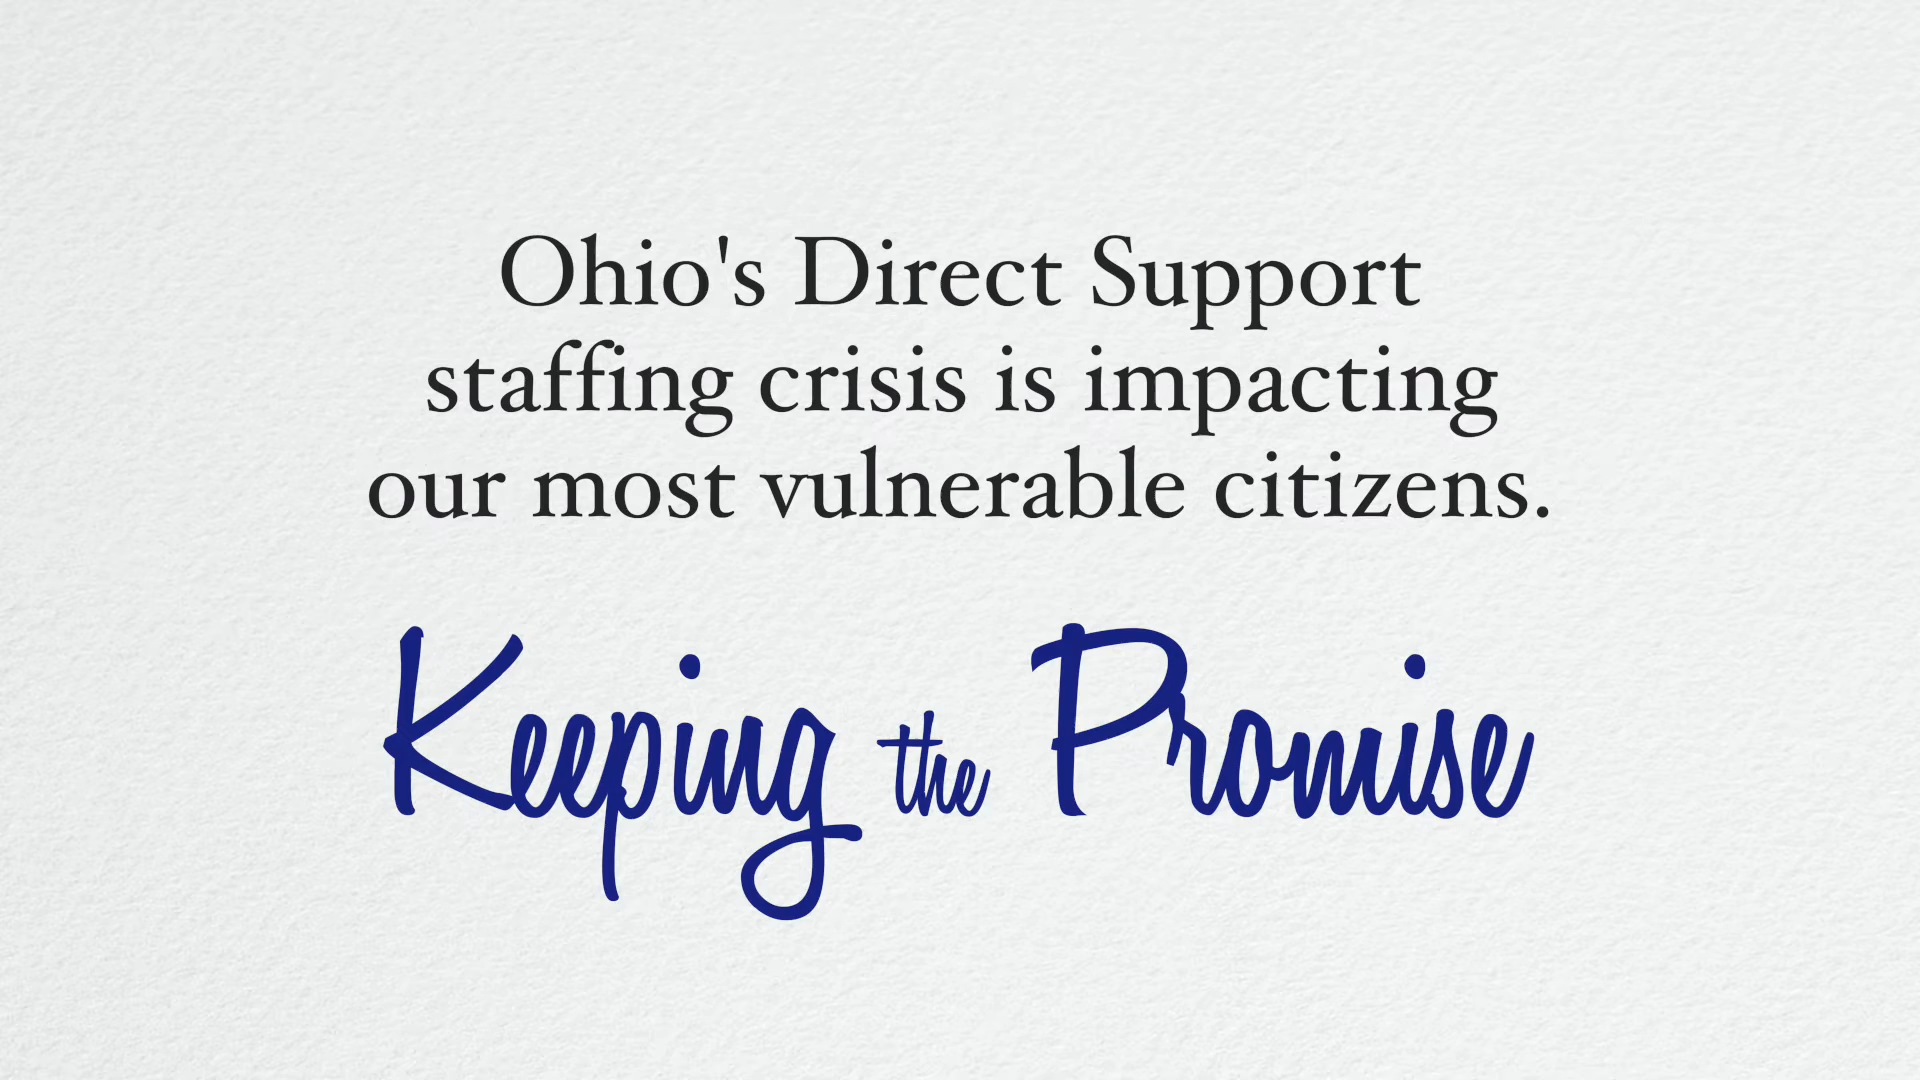 Ohio's Direct Support
staffing crisis is impacting
our most vulnerable citizens.
Keeping the Promise